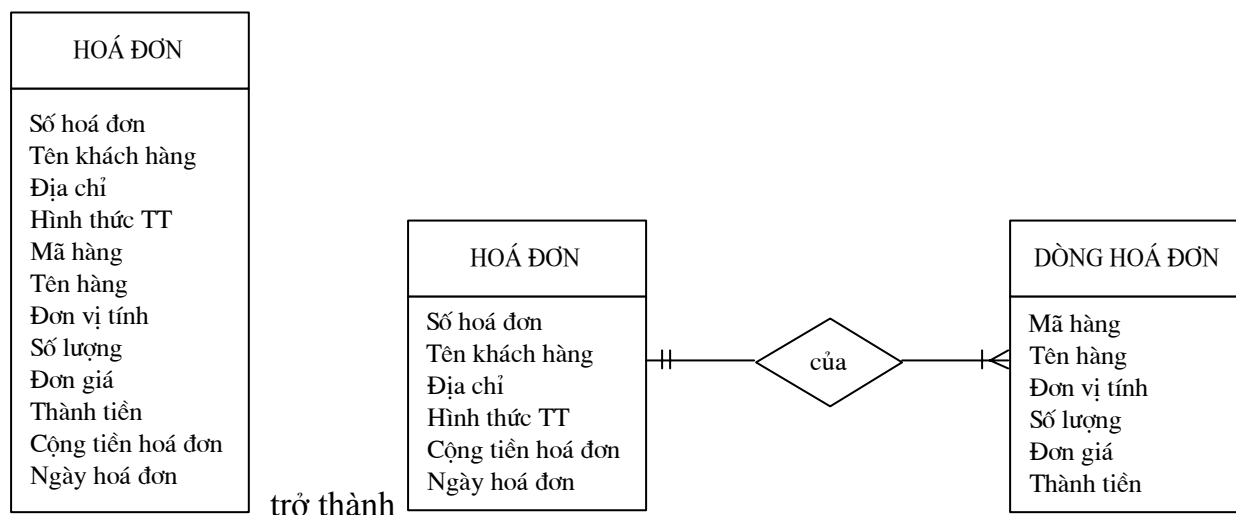 HOÁ ĐƠN
Số hoá đơn
Tên khách hàng
Địa chỉ
Hình thức TT
Mã hàng
Tên hàng
Đơn vị tính
Số lượng
Đơn giá
Thành tiền
Cộng tiền hoá đơn
Ngày hoá đơn
trở thành
HOÁ ĐƠN
Số hoá đơn
Tên khách hàng
Địa chỉ
Hình thức TT
Cộng tiền hoá đơn
Ngày hoá đơn
của
DÒNG HOÁ ĐƠN
Mã hàng
Tên hàng
Đơn vị tính
Số lượng
Đơn giá
Thành tiền